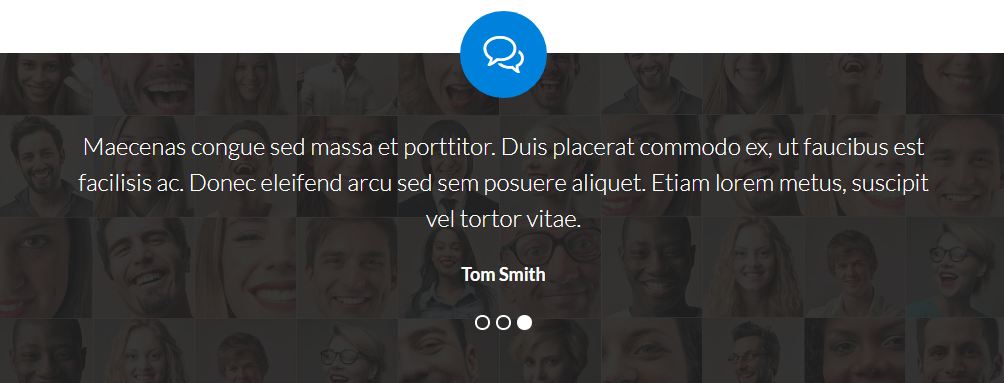 Maecenas congue sed massa et porttitor. Duis placerat commodo ex, ut faucibus est
facilisis ac. Donec eleifend arcu sed sem posuere aliquet. Etiam lorem metus, suscipit
vel tortor vitae.
Tom Smith